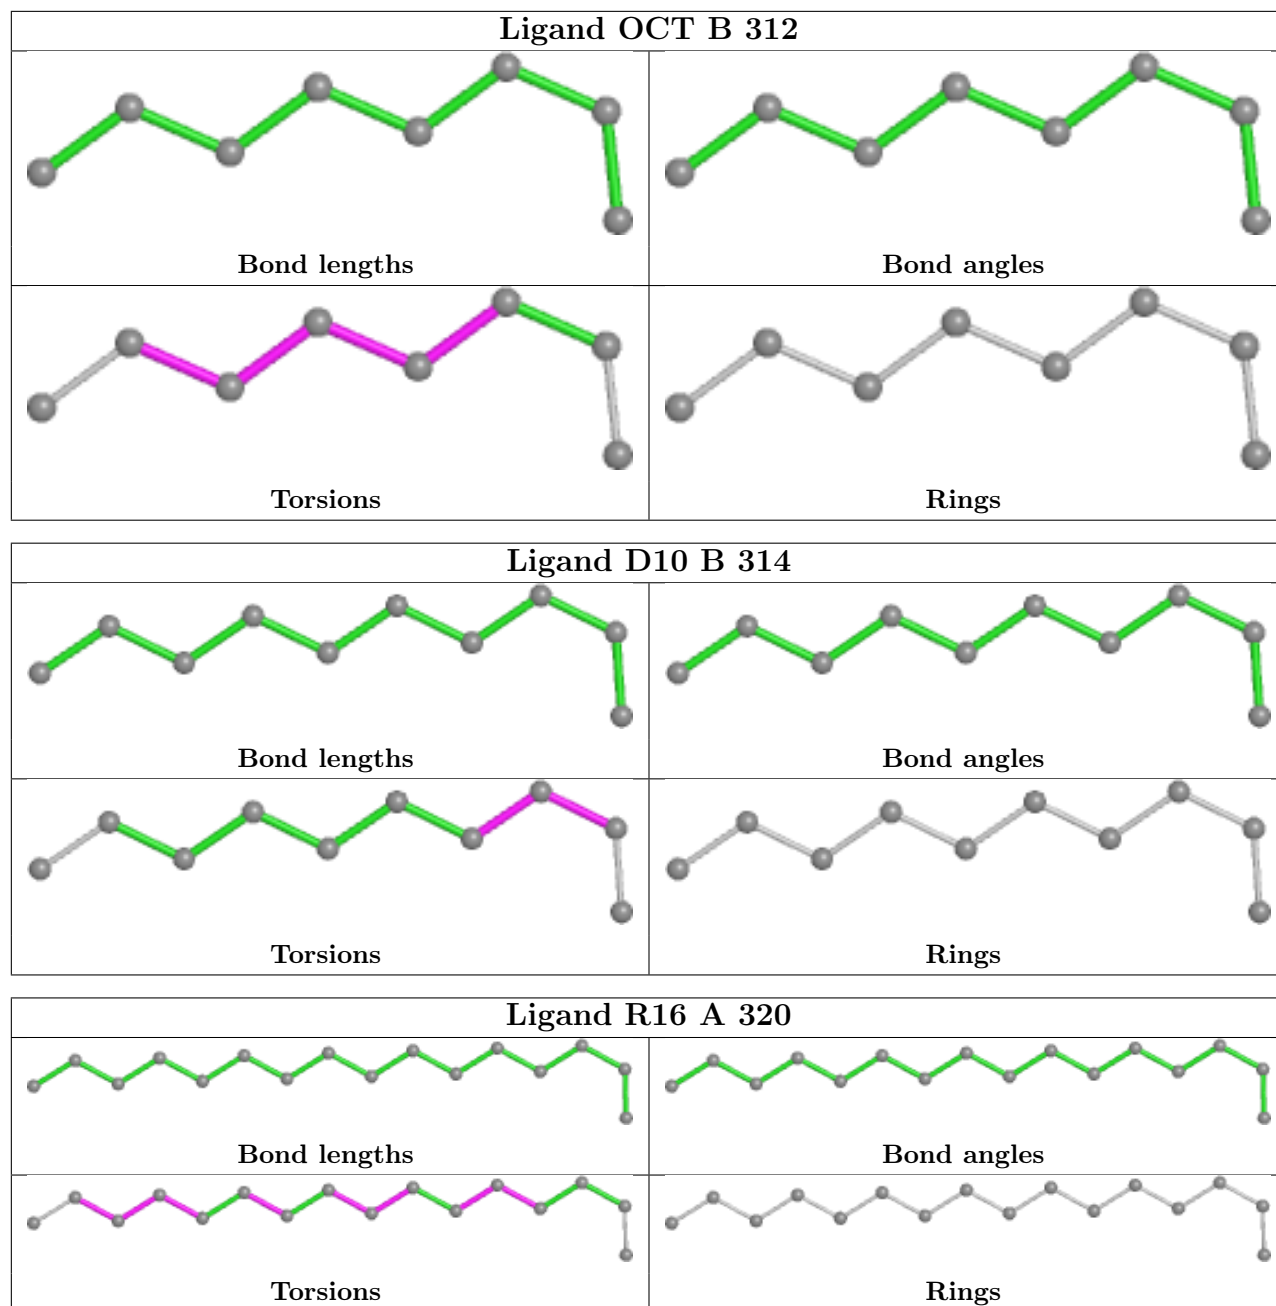 Ligand OCT B 312
Bond lengths
Bond angles
Torsions
Rings
Ligand D10 B 314
Bond lengths
Bond angles
Torsions
Rings
Ligand R16 A 320
Bond lengths
Bond angles
Torsions
Rings